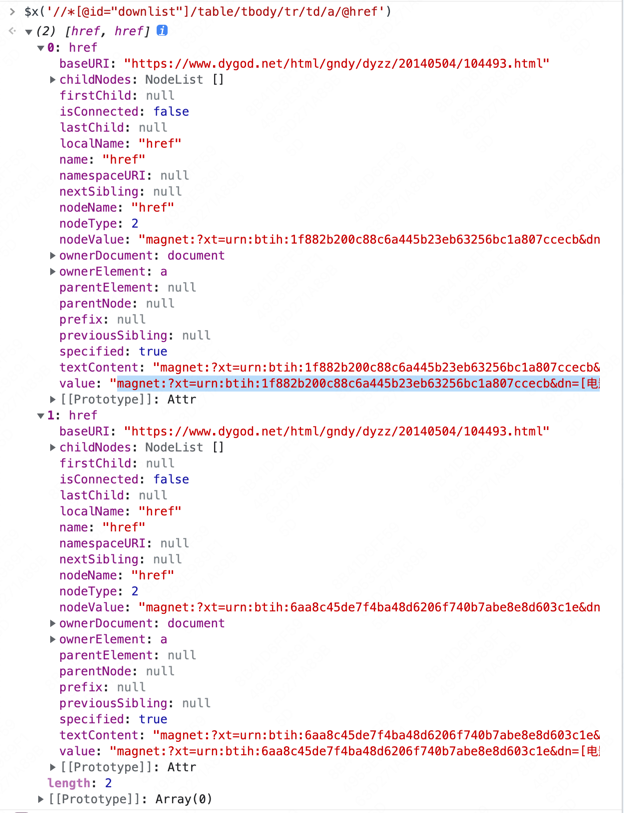 > $x('//*[@id="downlist"]/table/tbody/tr/td/a/@href')
(2) [href, href]
0: href
baseURI: "https://www.dygod.net/html/gndy/dyzz/20140504/104493.html"
childNodes: NodeList []
firstChild: null
isConnected: false
lastChild: null
localName: "href"
name: "href"
namespaceURI: null
nextSibling: null
nodeName: "href"
nodeType: 2
nodeValue: "magnet:?xt=urn:btih:1f882b200c88c6a445b23eb63256bc1a807ccecb&dn
ownerDocument: document
ownerElement: a
parentElement: null
parentNode: null
prefix: null
previousSibling: null
specified: true
textContent: "magnet:?xt=urn:btih:1f882b200c88c6a445b23eb63256bc1a807ccecb&
value: "magnet:?xt=urn:btih:1f882b200c88c6a445b23eb63256bc1a807ccecb&dn=[电
[[Prototype]]: Attr
1: href
baseURI: "https://www.dygod.net/html/gndy/dyzz/20140504/104493.html"
childNodes: NodeList []
firstChild: null
isConnected: false
lastChild: null
localName: "href"
name: "href"
namespaceURI: null
nextSibling: null
nodeName: "href"
nodeType: 2
nodeValue: "magnet:?xt=urn:btih:6aa8c45de7f4ba48d6206f740b7abe8e8d603c1e&dn
ownerDocument: document
ownerElement: a
parentElement: null
parentNode: null
prefix: null
previousSibling: null
specified: true
textContent: "magnet:?xt=urn:btih:6aa8c45de7f4ba48d6206f740b7abe8e8d603c1e&
value: "magnet:?xt=urn:btih:6aa8c45de7f4ba48d6206f740b7abe8e8d603c1e&dn=[电
[[Prototype]]: Attr
length: 2
[[Prototype]]: Array(0)